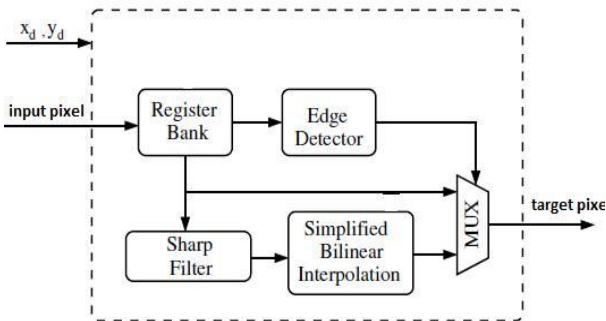 x_d , y_d
input pixel
Register
Bank
Edge
Detector
target pixe
MUX
Sharp
Filter
Simplified
Bilinear
Interpolation